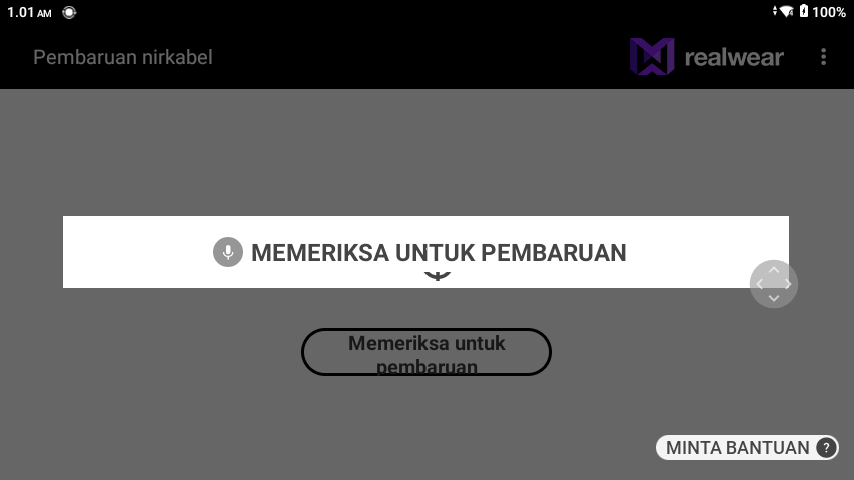 1.01 AM 100%
Pembaruan nirkabel
realwear
MEMERIKSA UNTUK PEMBARUAN
Memeriksa untuk
pembaruan
MINTA BANTUAN ?